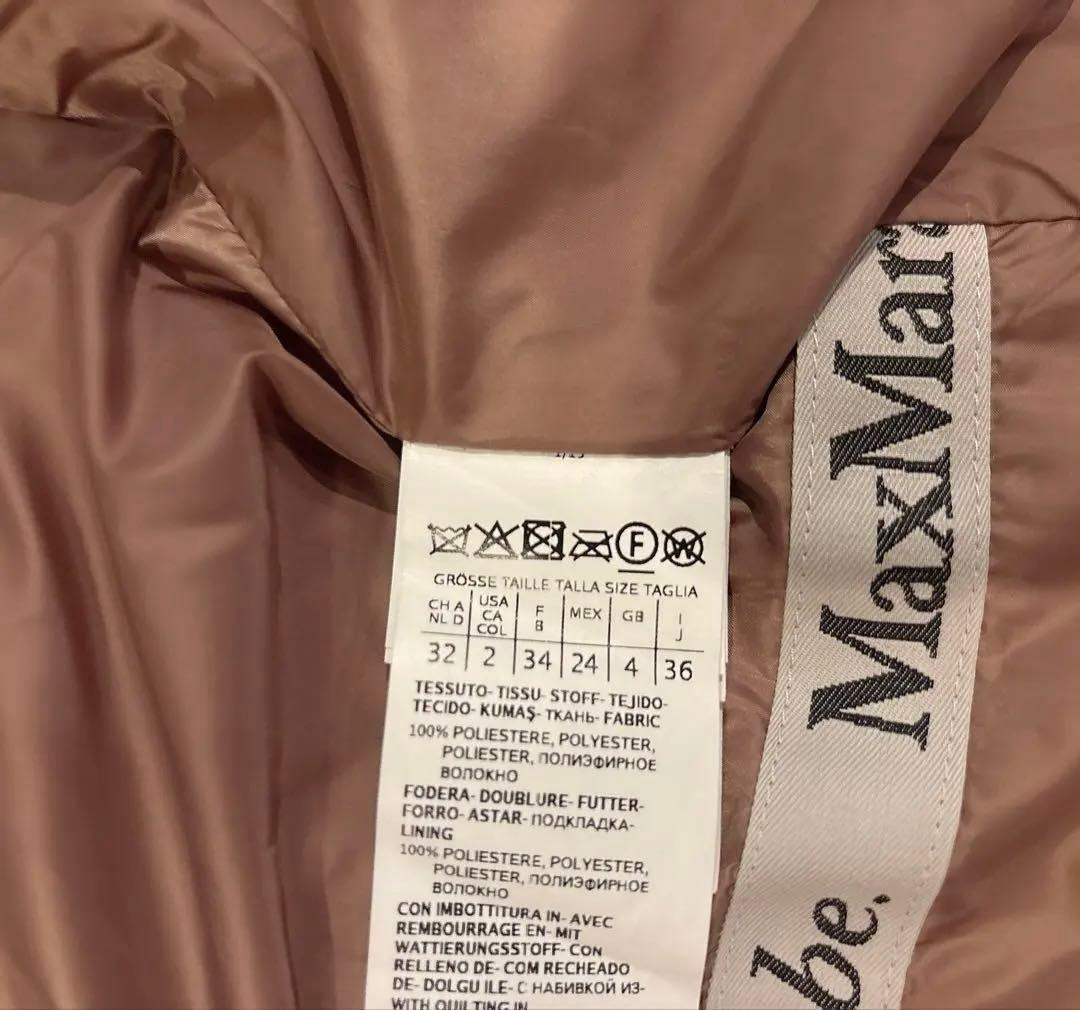 1/15
F W
GRÖSSE TAILLE TALLA SIZE TAGLIA
CH A NL D USA CA COL F B MEX GB I J
32 2 34 24 4 36
TESSUTO- TISSU- STOFF- TEJIDO-
TECIDO- KUMAŞ- ТКАНЬ- FABRIC
100% POLIESTERE, POLYESTER,
POLIESTER, ПОЛИЭФИРНОЕ
ВОЛОКНО
FODERA- DOUBLURE- FUTTER-
FORRO- ASTAR- ПОДКЛАДКА-
LINING
100% POLIESTERE, POLYESTER,
POLIESTER, ПОЛИЭФИРНОЕ
ВОЛОКНО
CON IMBOTTITURA IN- AVEC
REMBOURRAGE EN- MIT
WATTIERUNGSSTOFF- CON
RELLENO DE- COM RECHEADO
DE- DOLGU ILE- С НАБИВКОЙ ИЗ-
WITH QUILTING IN
MaxMara
be.